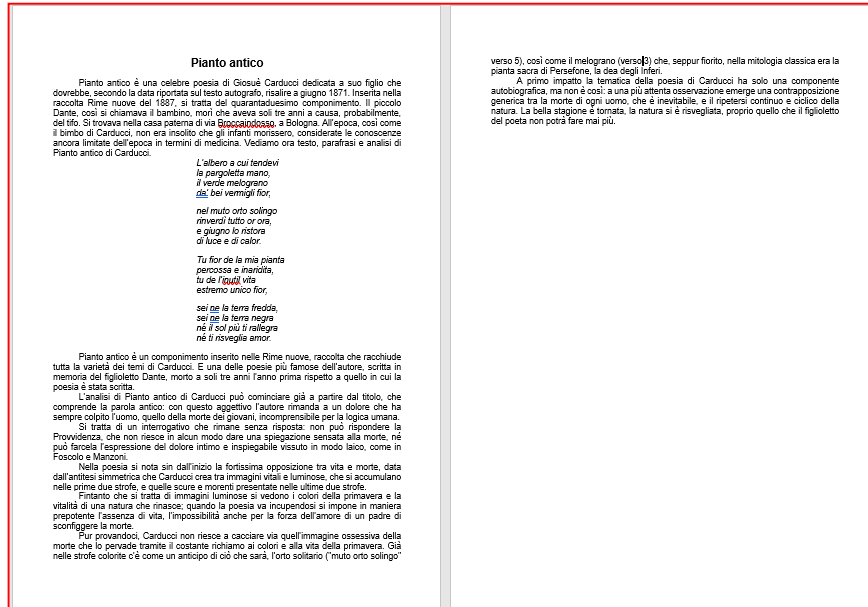 Pianto antico
Pianto antico è una celebre poesia di Giosuè Carducci dedicata a suo figlio che
dovrebbe, secondo la data riportata sul testo autografo, risalire a giugno 1871. Inserita nella
raccolta Rime nuove del 1887, si tratta del quarantaduesimo componimento. Il piccolo
Dante, così si chiamava il bambino, morì che aveva soli tre anni a causa, probabilmente,
del tifo. Si trovava nella casa paterna di via Broccaindosso, a Bologna. All'epoca, così come
il bimbo di Carducci, non era insolito che gli infanti morissero, considerate le conoscenze
ancora limitate dell'epoca in termini di medicina. Vediamo ora testo, parafrasi e analisi di
Pianto antico di Carducci.
L'albero a cui tendevi
la pargoletta mano,
il verde melograno
da' bei vermigli fior,
nel muto orto solingo
rinverdì tutto or ora,
e giugno lo ristora
di luce e di calor.
Tu fior de la mia pianta
percossa e inaridita,
tu de l'inutil vita
estremo unico fior,
sei ne la terra fredda,
sei ne la terra negra
né il sol più ti rallegra
né ti risveglia amor.
Pianto antico è un componimento inserito nelle Rime nuove, raccolta che racchiude
tutta la varietà dei temi di Carducci. E una delle poesie più famose dell'autore, scritta in
memoria del figlioletto Dante, morto a soli tre anni l'anno prima rispetto a quello in cui la
poesia è stata scritta.
L'analisi di Pianto antico di Carducci può cominciare già a partire dal titolo, che
comprende la parola antico: con questo aggettivo l'autore rimanda a un dolore che ha
sempre colpito l'uomo, quello della morte dei giovani, incomprensibile per la logica umana.
Si tratta di un interrogativo che rimane senza risposta: non può rispondere la
Provvidenza, che non riesce in alcun modo dare una spiegazione sensata alla morte, né
può farcela l'espressione del dolore intimo e inspiegabile vissuto in modo laico, come in
Foscolo e Manzoni.
Nella poesia si nota sin dall'inizio la fortissima opposizione tra vita e morte, data
dall'antitesi simmetrica che Carducci crea tra immagini vitali e luminose, che si accumulano
nelle prime due strofe, e quelle scure e morenti presentate nelle ultime due strofe.
Fintanto che si tratta di immagini luminose si vedono i colori della primavera e la
vitalità di una natura che rinasce; quando la poesia va incupendosi si impone in maniera
prepotente l'assenza di vita, l'impossibilità anche per la forza dell'amore di un padre di
sconfiggere la morte.
Pur provandoci, Carducci non riesce a cacciare via quell'immagine ossessiva della
morte che lo pervade tramite il costante richiamo ai colori e alla vita della primavera. Già
nelle strofe colorite c'è come un anticipo di ciò che sarà, l'orto solitario ("muto orto solingo"
verso 5), così come il melograno (verso 3) che, seppur fiorito, nella mitologia classica era la
pianta sacra di Persefone, la dea degli Inferi.
A primo impatto la tematica della poesia di Carducci ha solo una componente
autobiografica, ma non è così: a una più attenta osservazione emerge una contrapposizione
generica tra la morte di ogni uomo, che è inevitabile, e il ripetersi continuo e ciclico della
natura. La bella stagione è tornata, la natura si è risvegliata, proprio quello che il figlioletto
del poeta non potrà fare mai più.